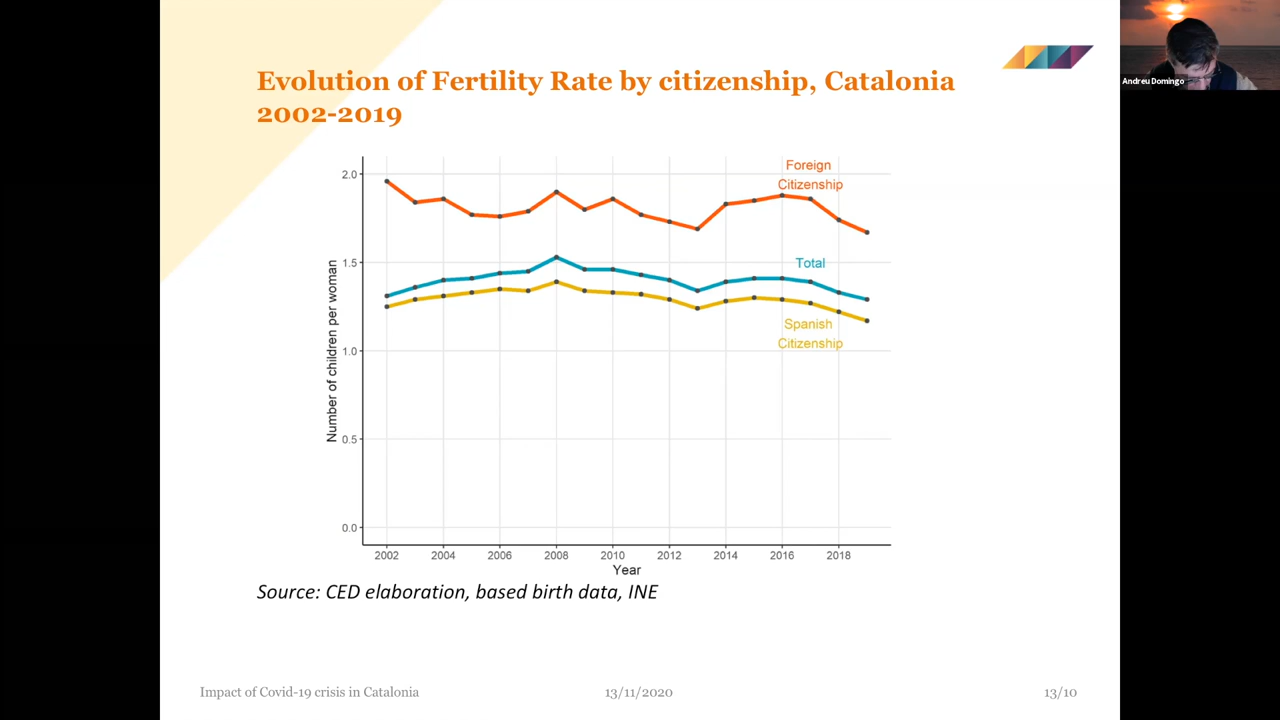 Evolution of Fertility Rate by citizenship, Catalonia
2002-2019
Andreu Domingo
Foreign
Citizenship
Total
Spanish
Citizenship
Number of children per woman
2.0
1.5
1.0
0.5
0.0
2002 2004 2006 2008 2010 2012 2014 2016 2018
Year
Source: CED elaboration, based birth data, INE
Impact of Covid-19 crisis in Catalonia 13/11/2020 13/10